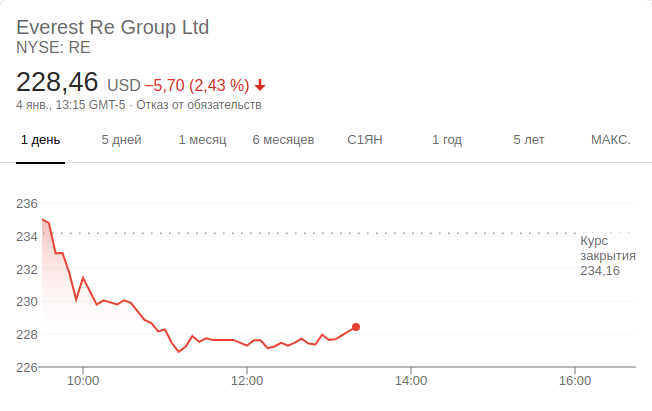 Everest Re Group Ltd
NYSE: RE
228,46 USD −5,70 (2,43 %)
4 янв., 13:15 GMT-5 · Отказ от обязательств
1 день 5 дней 1 месяц 6 месяцев С1ЯН 1 год 5 лет МАКС.
236
234
232
230
228
226
Курс
закрытия
234,16
10:00 12:00 14:00 16:00